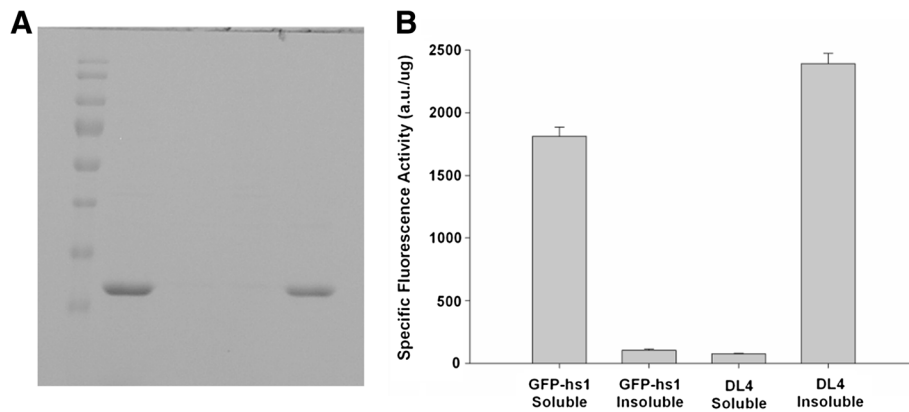 A
B
Specific Fluorescence Activity (a.u./ug)
2500
2000
1500
1000
500
0
GFP-hs1
Soluble
GFP-hs1
Insoluble
DL4
Soluble
DL4
Insoluble